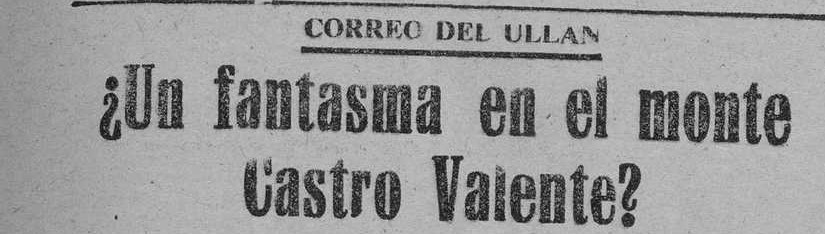 CORREO DEL ULLAN
¿Un fantasma en el monte
Castro Valente?